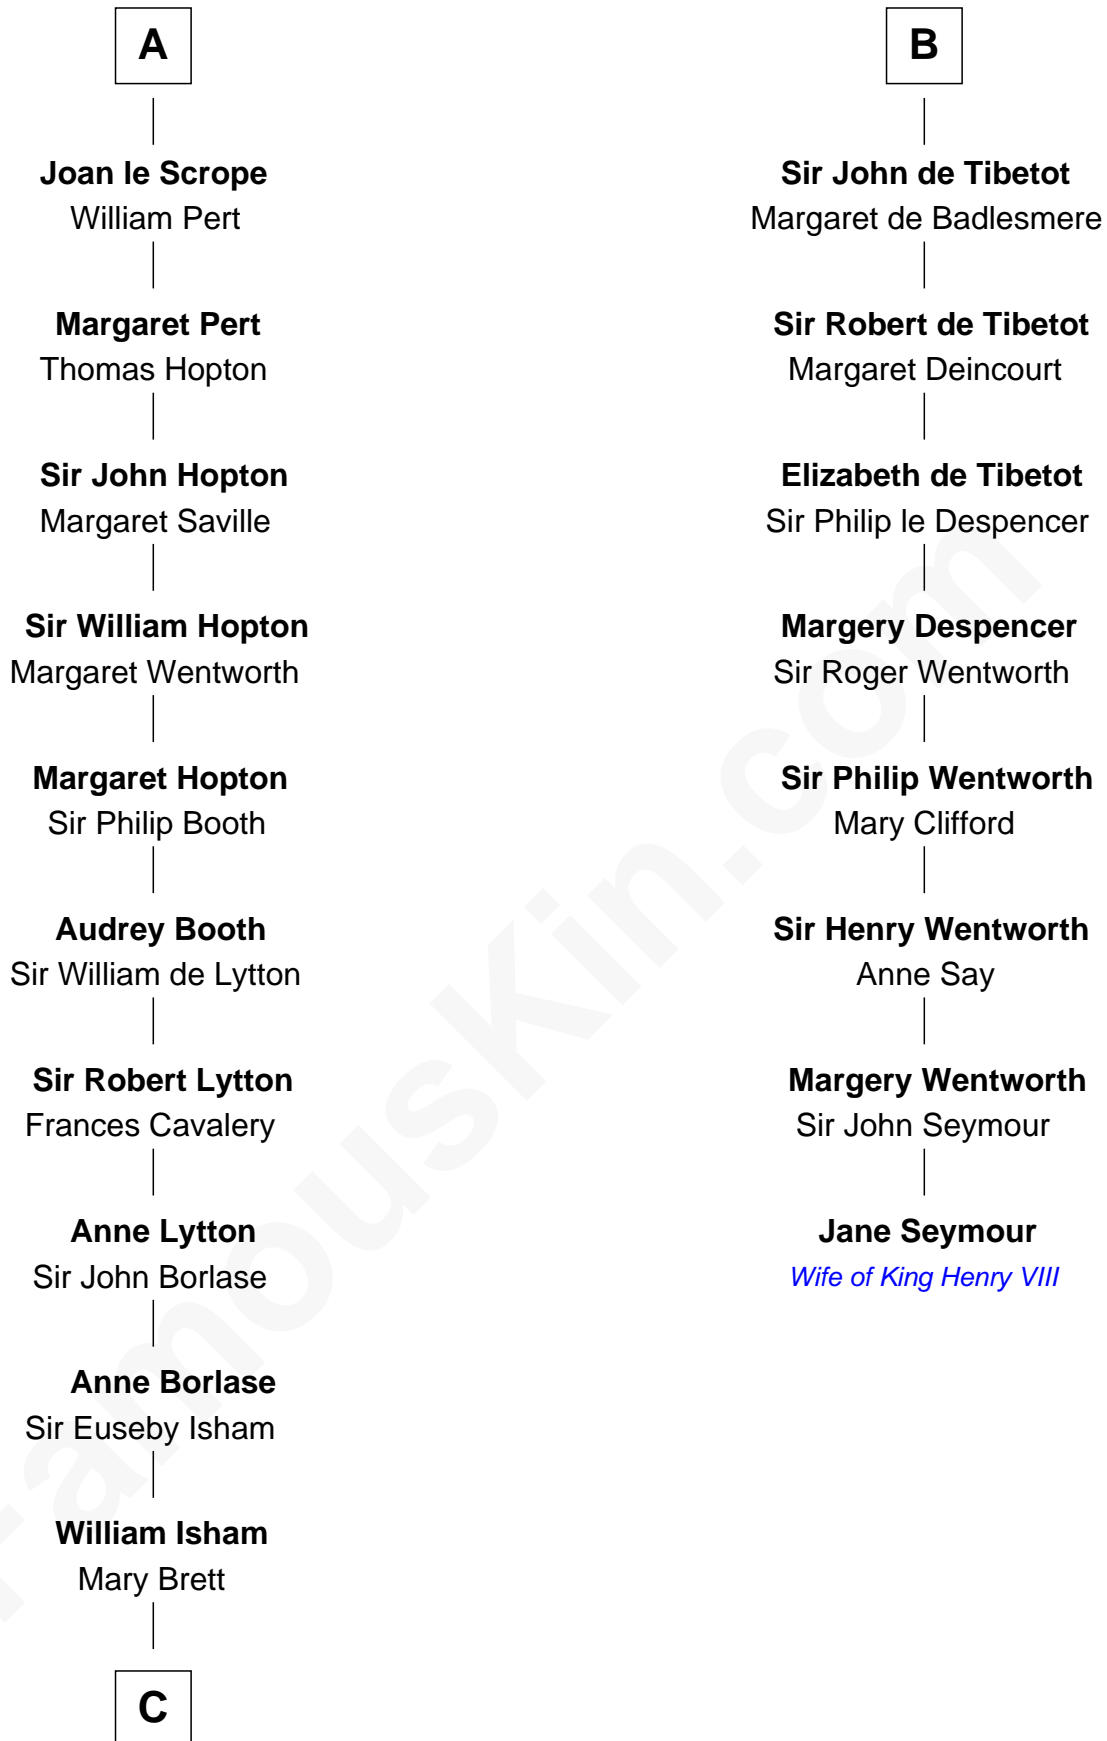 A
Joan le Scrope
William Pert
Margaret Pert
Thomas Hopton
Sir John Hopton
Margaret Saville
Sir William Hopton
Margaret Wentworth
Margaret Hopton
Sir Philip Booth
Audrey Booth
Sir William de Lytton
Sir Robert Lytton
Frances Cavalery
Anne Lytton
Sir John Borlase
Anne Borlase
Sir Euseby Isham
William Isham
Mary Brett
C
B
Sir John de Tibetot
Margaret de Badlesmere
Sir Robert de Tibetot
Margaret Deincourt
Elizabeth de Tibetot
Sir Philip le Despencer
Margery Despencer
Sir Roger Wentworth
Sir Philip Wentworth
Mary Clifford
Sir Henry Wentworth
Anne Say
Margery Wentworth
Sir John Seymour
Jane Seymour
Wife of King Henry VIII
FamousKin.com